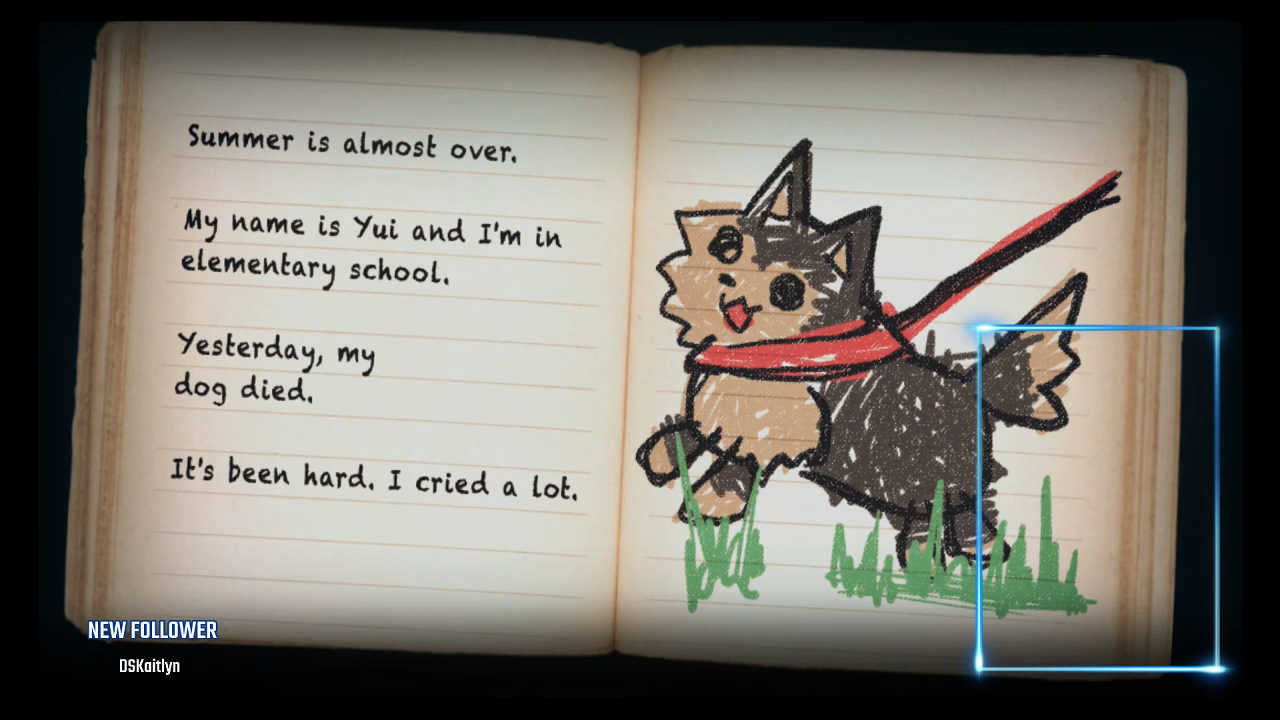 Summer is almost over.
My name is Yui and I'm in
elementary school.
Yesterday, my
dog died.
It's been hard. I cried a lot.
NEW FOLLOWER
DSKaitlyn